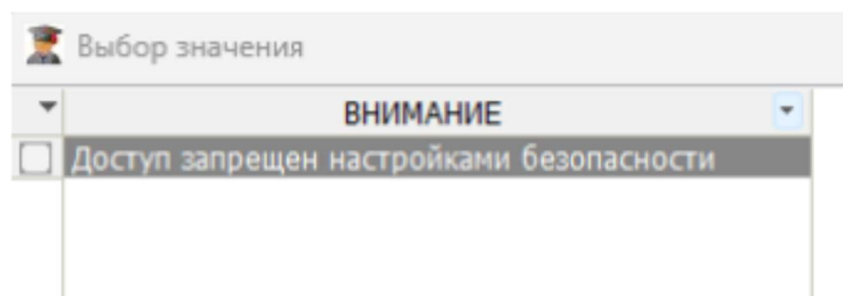 Выбор значения
ВНИМАНИЕ
Доступ запрещен настройками безопасности